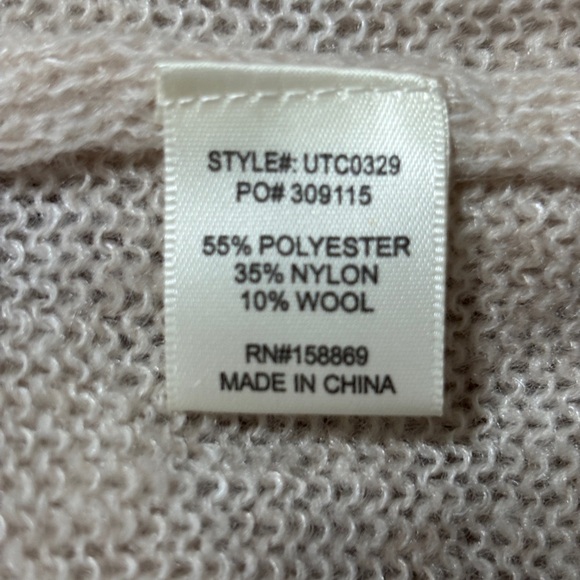 STYLE#: UTC0329
PO# 309115
55% POLYESTER
35% NYLON
10% WOOL
RN#158869
MADE IN CHINA